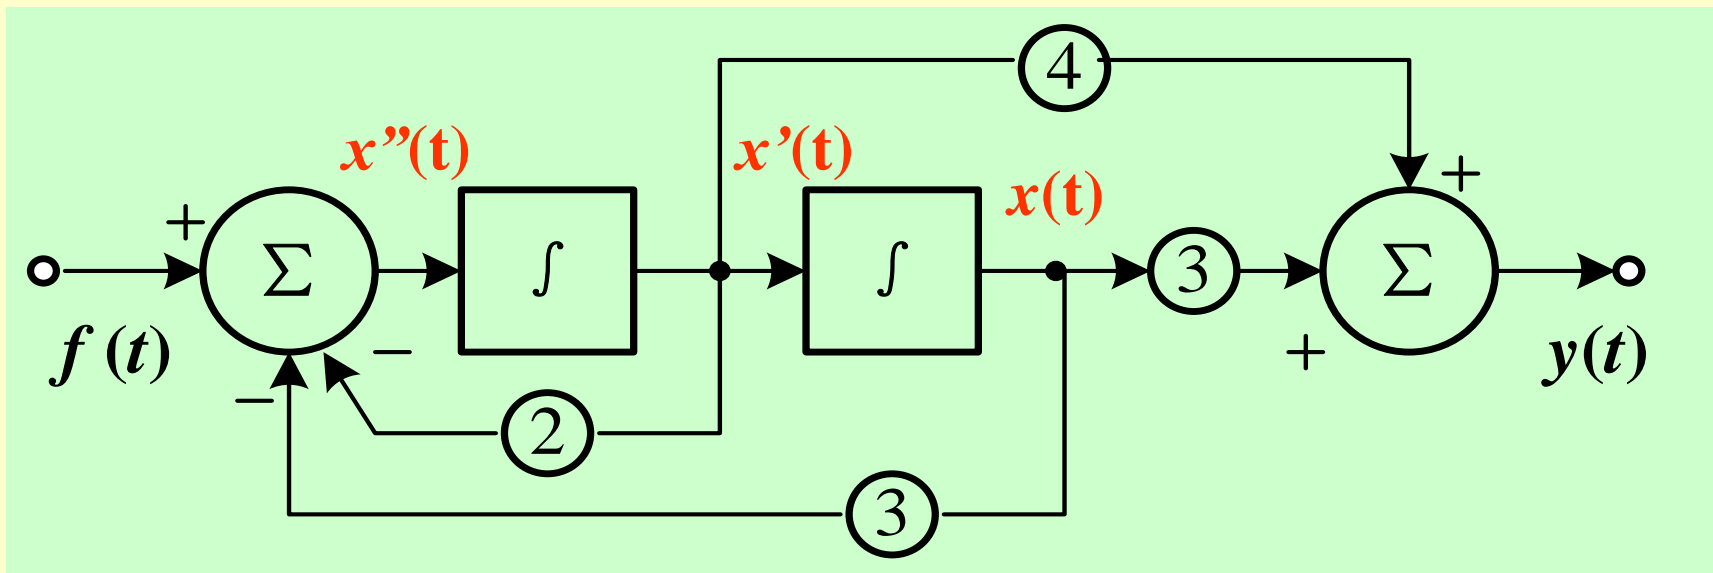 4
x”(t) x’(t) x(t)
+ Σ ∫ ∫ 3 Σ +
f (t) − − + y(t)
2
3